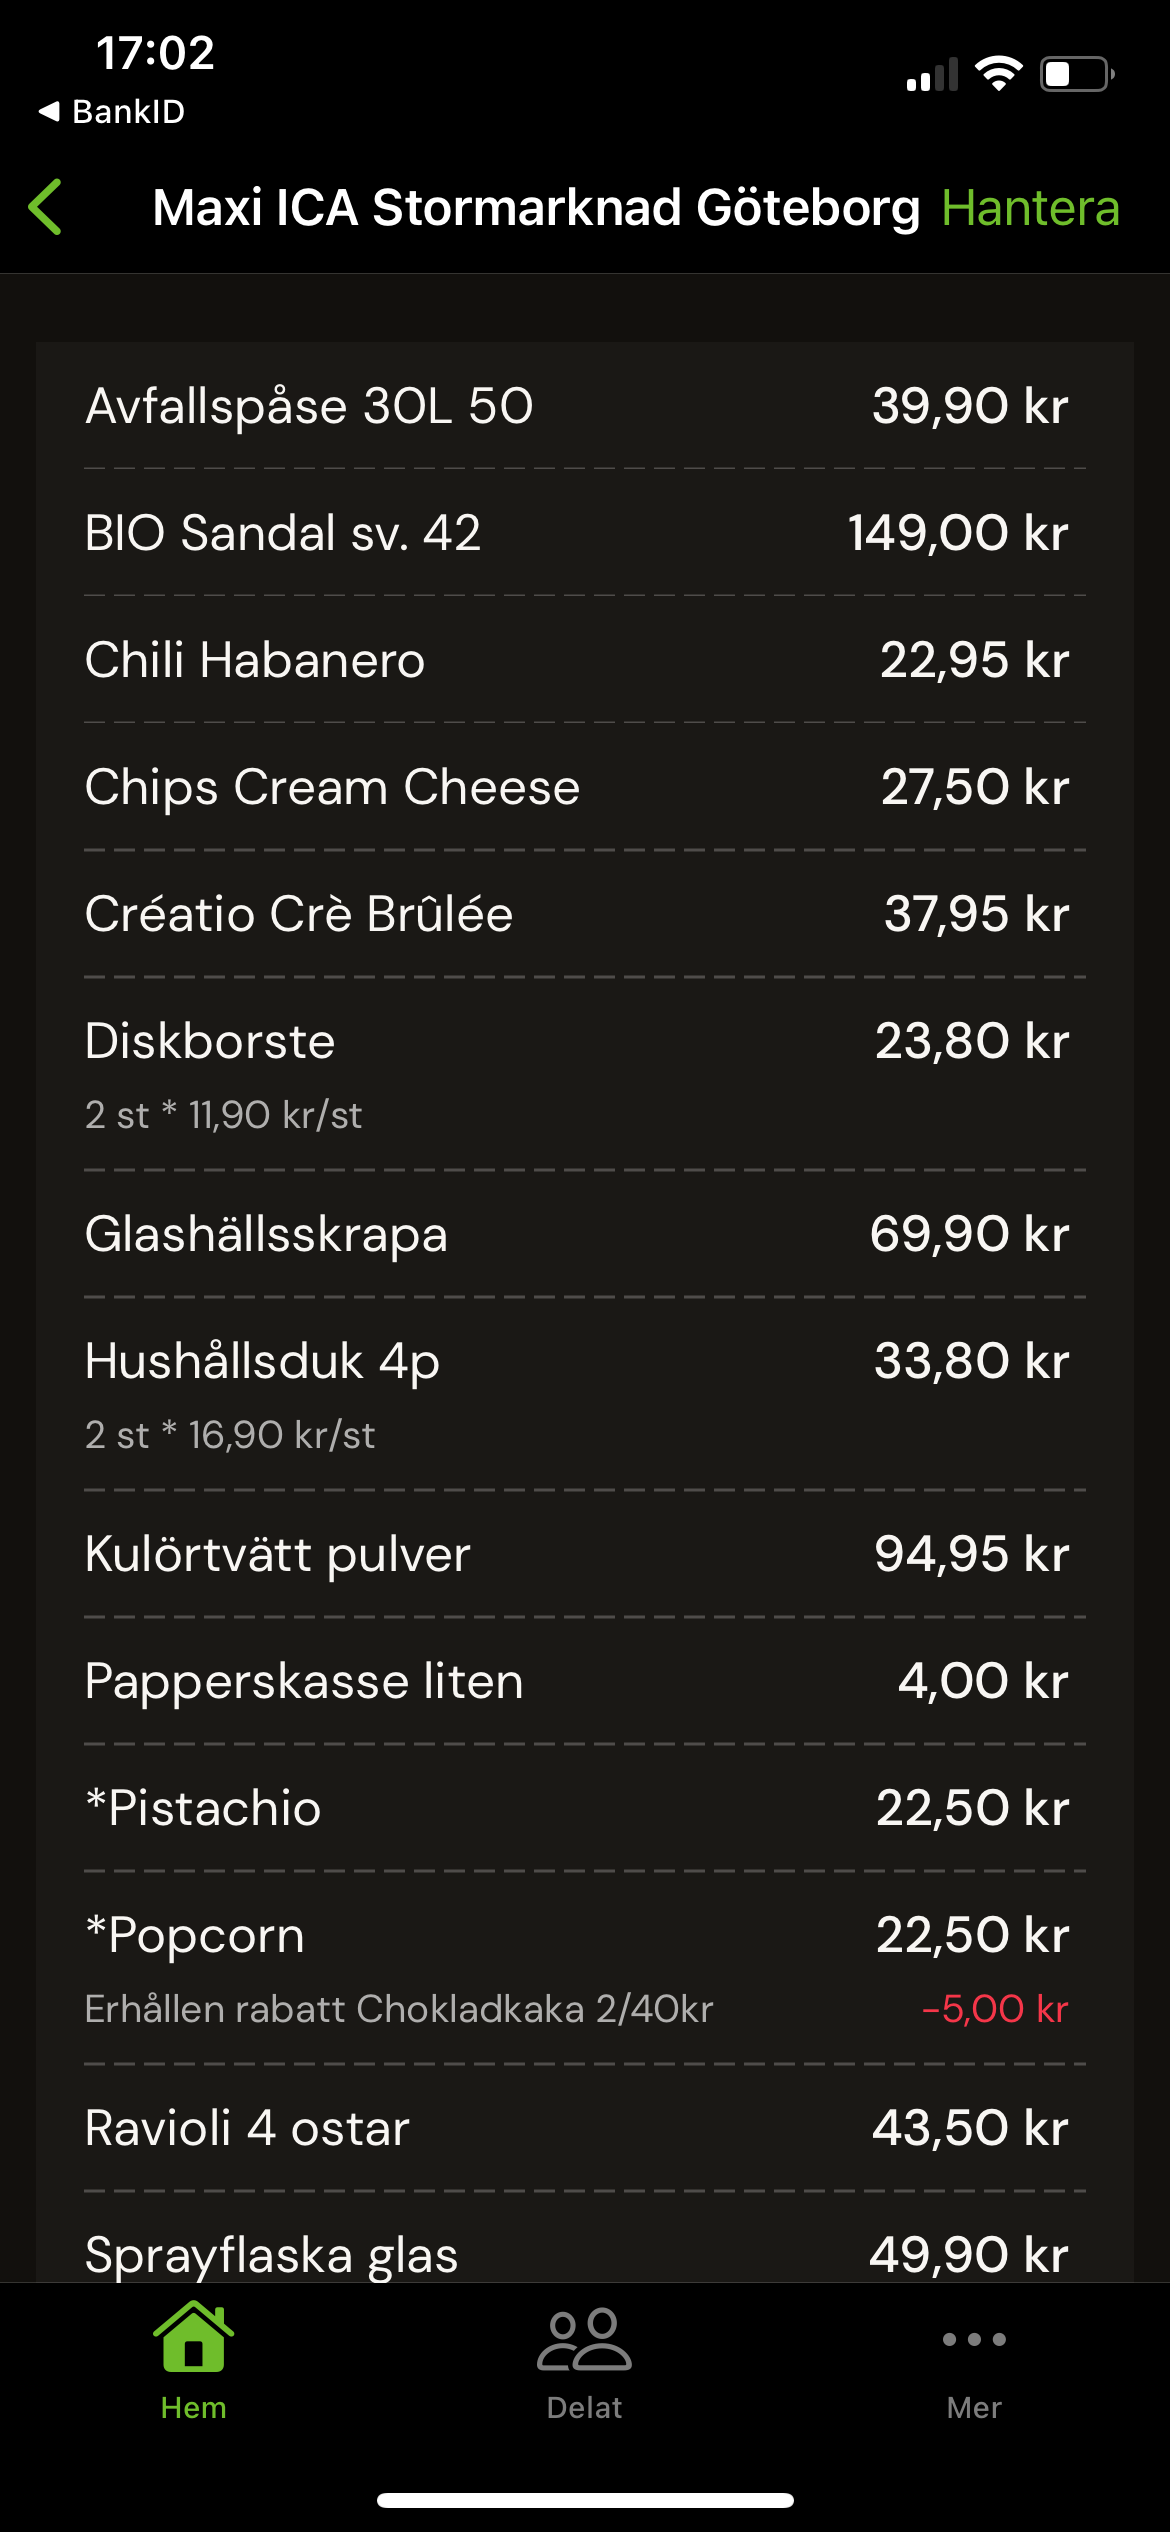 17:02
◀ BankID
Maxi ICA Stormarknad Göteborg Hantera
Avfallspåse 30L 50 39,90 kr
BIO Sandal sv. 42 149,00 kr
Chili Habanero 22,95 kr
Chips Cream Cheese 27,50 kr
Créatio Crè Brûlée 37,95 kr
Diskborste 23,80 kr
2 st * 11,90 kr/st
Glashällsskrapa 69,90 kr
Hushållsduk 4p 33,80 kr
2 st * 16,90 kr/st
Kulörtvätt pulver 94,95 kr
Papperskasse liten 4,00 kr
*Pistachio 22,50 kr
*Popcorn 22,50 kr
Erhållen rabatt Chokladkaka 2/40kr -5,00 kr
Ravioli 4 ostar 43,50 kr
Sprayflaska glas 49,90 kr
Hem Delat Mer